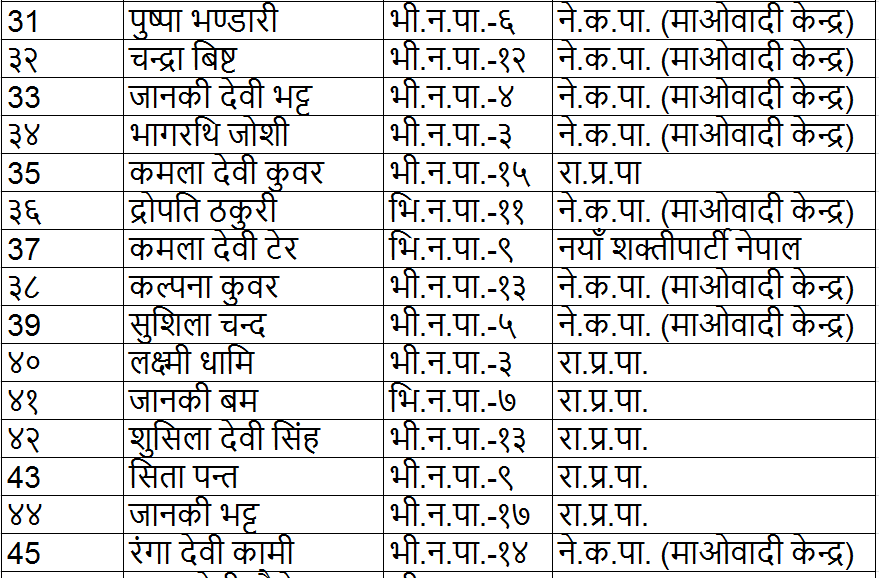 31 पुष्पा भण्डारी भी.न.पा.-६ ने.क.पा. (माओवादी केन्द्र)
३२ चन्द्रा बिष्ट भी.न.पा.-१२ ने.क.पा. (माओवादी केन्द्र)
33 जानकी देवी भट्ट भी.न.पा.-४ ने.क.पा. (माओवादी केन्द्र)
३४ भागरथि जोशी भी.न.पा.-३ ने.क.पा. (माओवादी केन्द्र)
35 कमला देवी कुवर भी.न.पा.-१५ रा.प्र.पा
३६ द्रोपति ठकुरी भि.न.पा.-११ ने.क.पा. (माओवादी केन्द्र)
37 कमला देवी टेर भि.न.पा.-९ नयाँ शक्तीपार्टी नेपाल
३८ कल्पना कुवर भी.न.पा.-१३ ने.क.पा. (माओवादी केन्द्र)
39 सुशिला चन्द भी.न.पा.-५ ने.क.पा. (माओवादी केन्द्र)
४० लक्ष्मी धामि भी.न.पा.-३ रा.प्र.पा.
४१ जानकी बम भि.न.पा.-७ रा.प्र.पा.
४२ शुसिला देवी सिंह भी.न.पा.-१३ रा.प्र.पा.
43 सिता पन्त भी.न.पा.-९ रा.प्र.पा.
४४ जानकी भट्ट भी.न.पा.-१७ रा.प्र.पा.
45 रंगा देवी कामी भी.न.पा.-१४ ने.क.पा. (माओवादी केन्द्र)